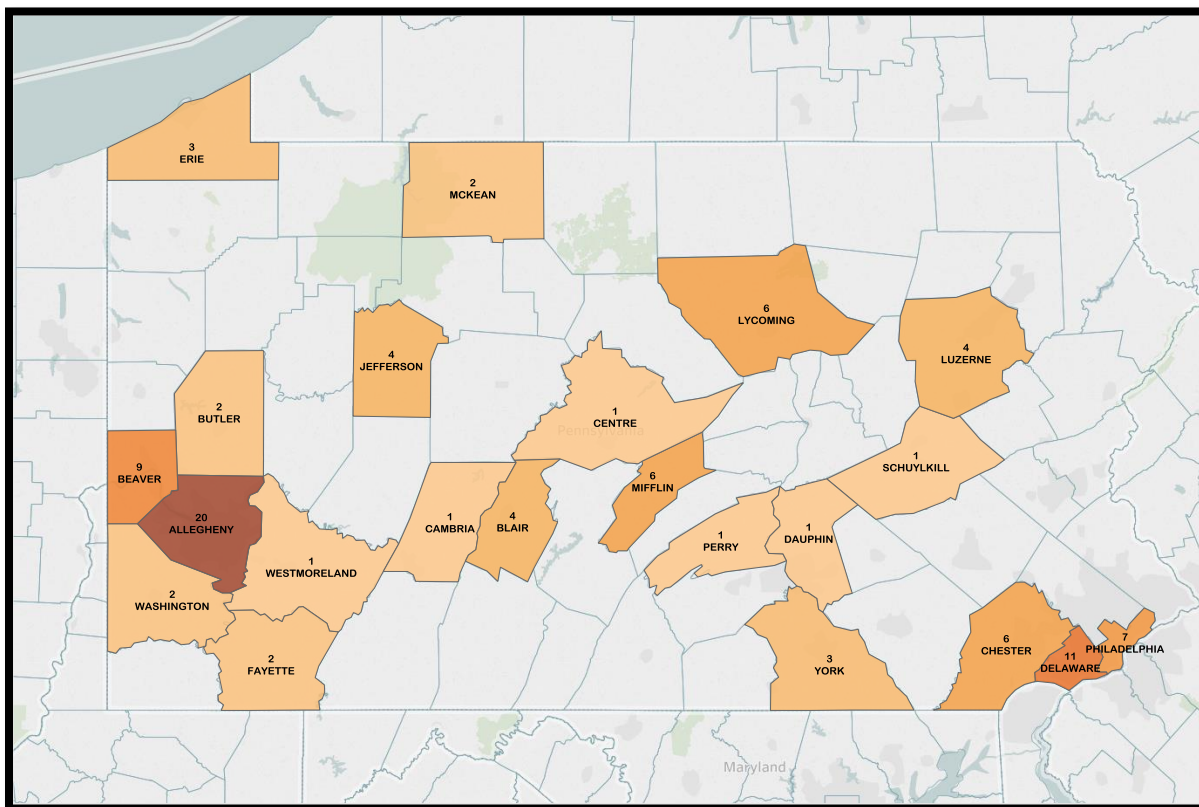 3
ERIE
2
MCKEAN
6
LYCOMING
4
JEFFERSON
4
LUZERNE
2
BUTLER
1
CENTRE
Pennsylvania
9
BEAVER
1
SCHUYLKILL
6
MIFFLIN
20
ALLEGHENY
1
CAMBRIA
4
BLAIR
1
PERRY
1
DAUPHIN
1
WESTMORELAND
2
WASHINGTON
2
FAYETTE
3
YORK
6
CHESTER
11
DELAWARE
7
PHILADELPHIA
Maryland